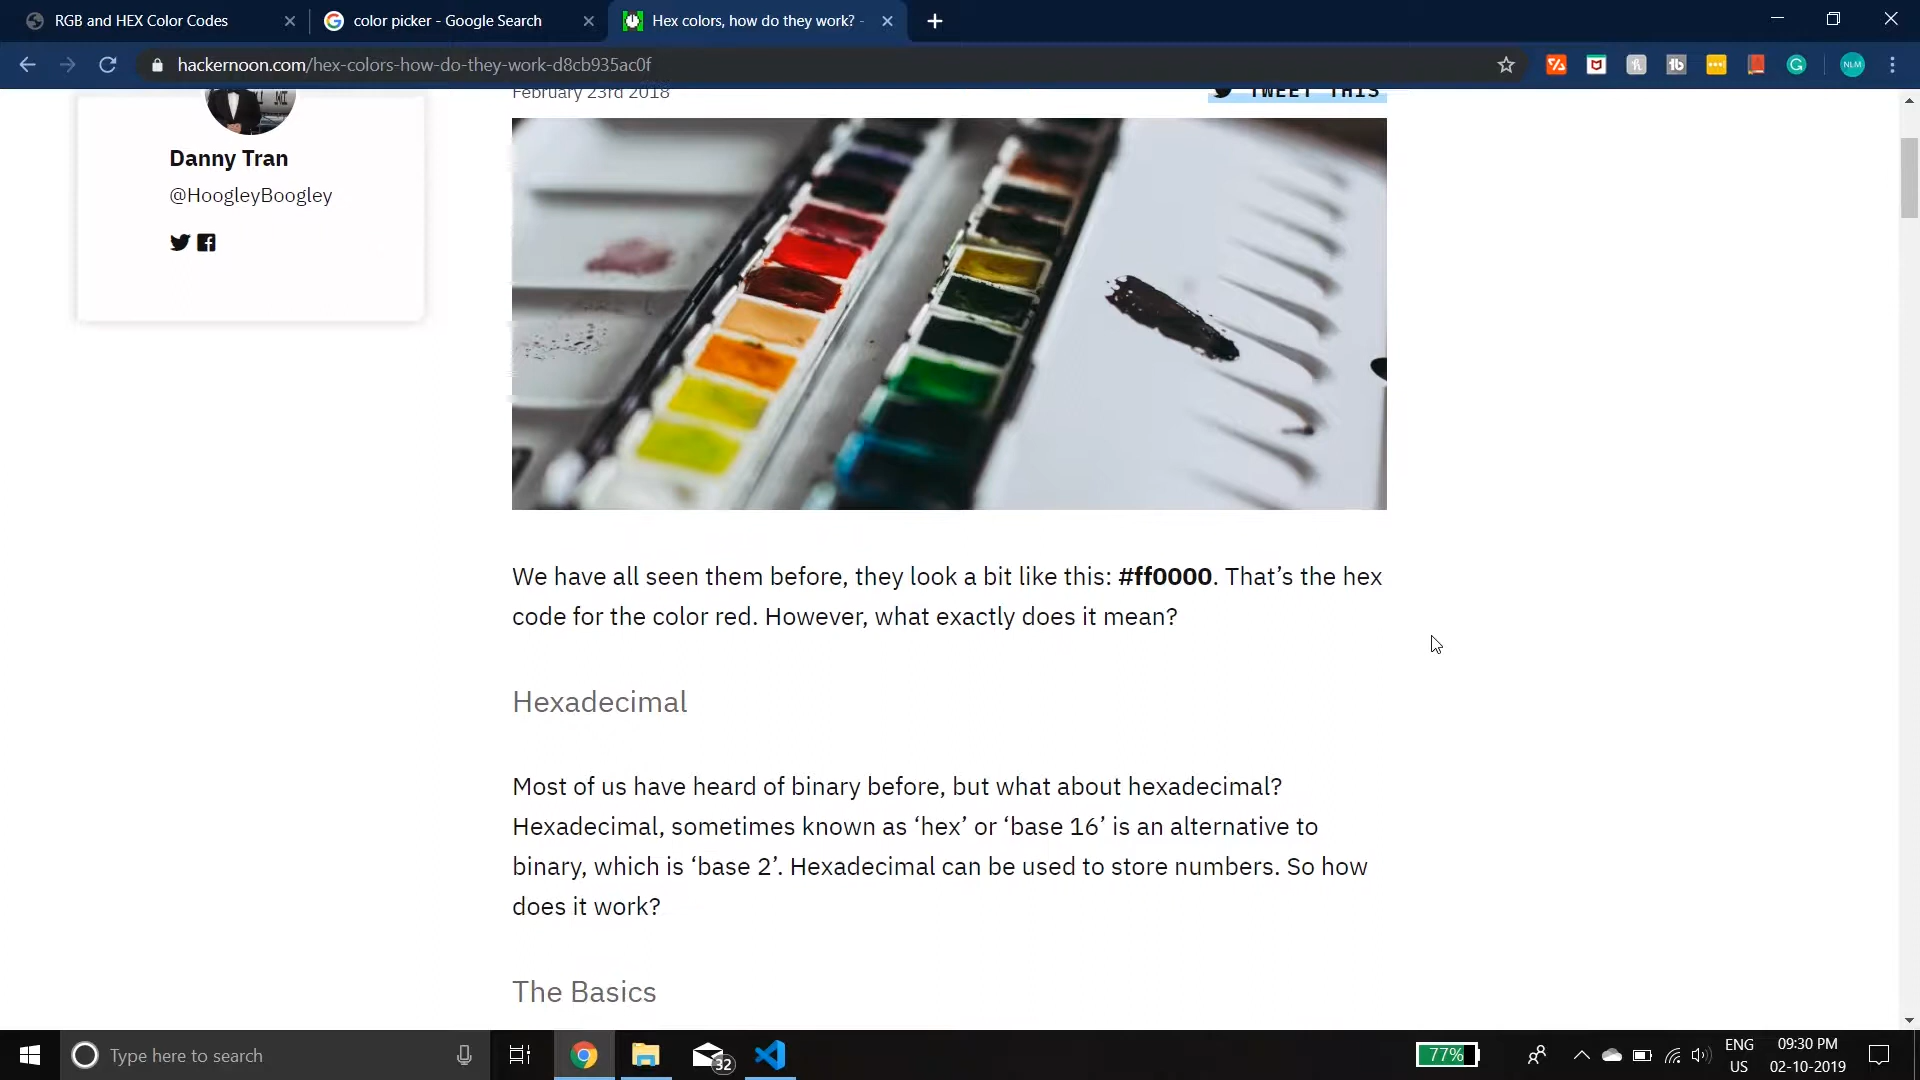 RGB and HEX Color Codes
color picker - Google Search
Hex colors, how do they work? -
hackernoon.com/hex-colors-how-do-they-work-d8cb935ac0f
NLM
February 23rd 2018
TWEET THIS
Danny Tran
@HoogleyBoogley
We have all seen them before, they look a bit like this: #ff0000. That’s the hex
code for the color red. However, what exactly does it mean?
Hexadecimal
Most of us have heard of binary before, but what about hexadecimal?
Hexadecimal, sometimes known as ‘hex’ or ‘base 16’ is an alternative to
binary, which is ‘base 2’. Hexadecimal can be used to store numbers. So how
does it work?
The Basics
Type here to search
32
77%
ENG
US
09:30 PM
02-10-2019